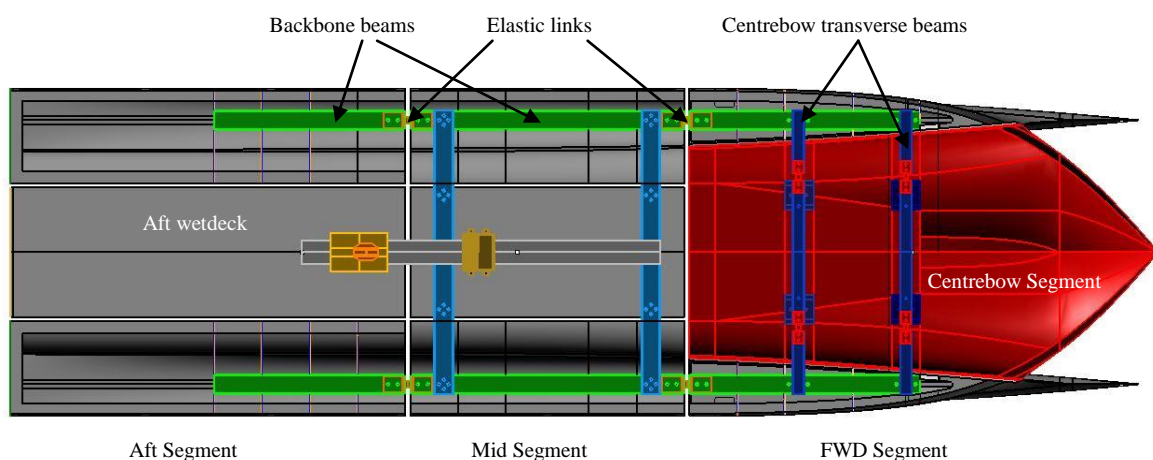 Backbone beams
Elastic links
Centrebow transverse beams
Aft wetdeck
Centrebow Segment
Aft Segment
Mid Segment
FWD Segment